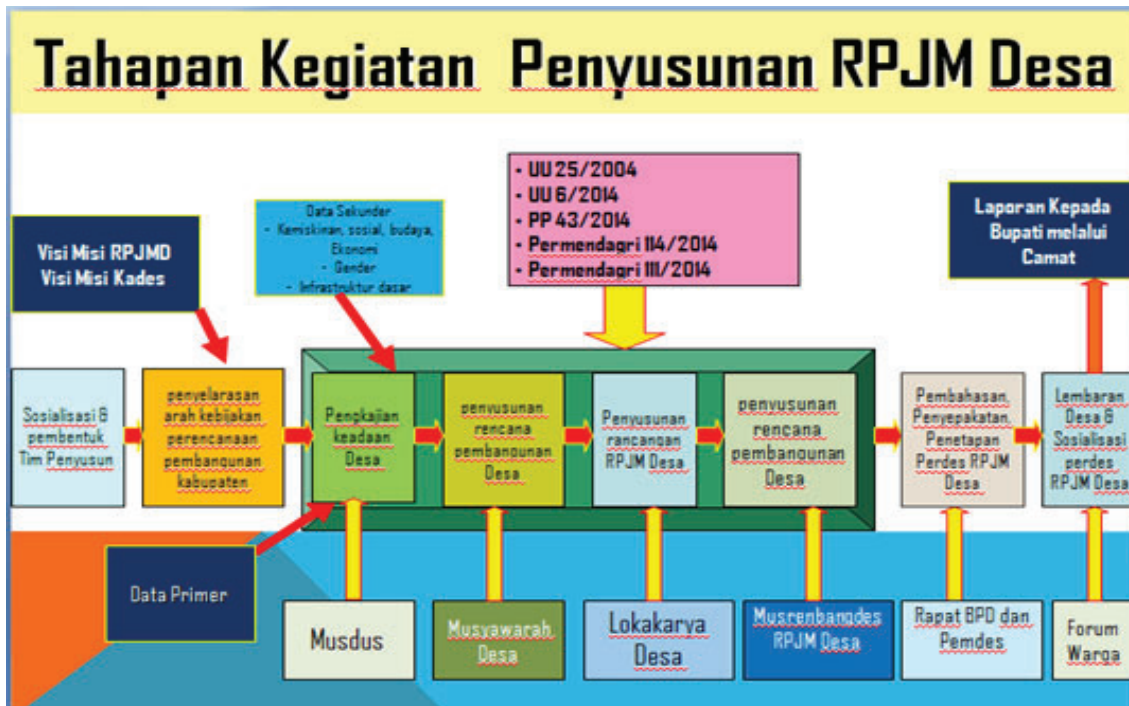 Tahapan Kegiatan Penyusunan RPJM Desa
- UU 25/2004
- UU 6/2014
- PP 43/2014
- Permendagri 114/2014
- Permendagri 111/2014
Laporan Kepada
Bupati melalui
Camat
Data Sekunder
- Kemiskinan, sosial, budaya,
Ekonomi
- Gender
- Infrastruktur dasar
Visi Misi RPJMD
Visi Misi Kades
Sosialisasi &
pembentuk
Tim Penyusun
penyelarasan
arah kebijakan
perencanaan
pembangunan
kabupaten
Pengkajian
keadaan
Desa
penyusunan
rencana
pembangunan
Desa
Penyusunan
rancangan
RPJM Desa
penyusunan
rencana
pembangunan
Desa
Pembahasan,
Penyepakatan,
Penetapan
Perdes RPJM
Desa
Lembaran
Desa &
Sosialisasi
perdes
RPJM Desa
Data Primer
Musdus
Musyawarah
Desa
Lokakarya
Desa
Musrenbangdes
RPJM Desa
Rapat BPD dan
Pemdes
Forum
Warga